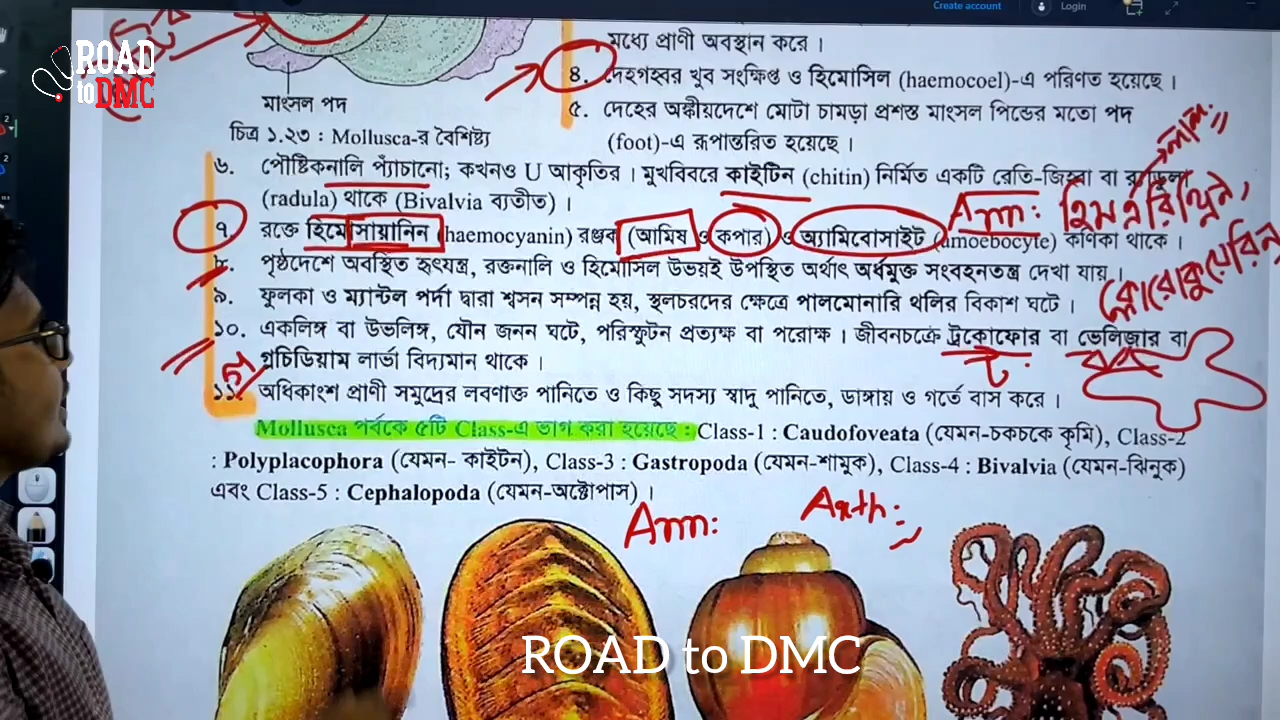 Create account
Login
ROAD
to DMC
মধ্যে প্রাণী অবস্থান করে ।
৪. দেহগহ্বর খুব সংক্ষিপ্ত ও হিমোসিল (haemocoel)-এ পরিণত হয়েছে ।
মাংসল পদ
৫. দেহের অঙ্কীয়দেশে মোটা চামড়া প্রশস্ত মাংসল পিন্ডের মতো পদ
চিত্র ১.২৩ : Mollusca-র বৈশিষ্ট্য
(foot)-এ রূপান্তরিত হয়েছে ।
৬. পৌষ্টিকনালি প্যাঁচানো; কখনও U আকৃতির । মুখবিবরে কাইটিন (chitin) নির্মিত একটি রেতি-জিহ্বা বা র‍্যাডুলা
(radula) থাকে (Bivalvia ব্যতীত) ।
Ann: হিমএরিথ্রিন,
৭. রক্তে হিমোসায়ানিন (haemocyanin) রঞ্জক (আমিষ ও কপার) ও অ্যামিবোসাইট (amoebocyte) কণিকা থাকে ।
৮. পৃষ্ঠদেশে অবস্থিত হৃৎযন্ত্র, রক্তনালি ও হিমোসিল উভয়ই উপস্থিত অর্থাৎ অর্ধমুক্ত সংবহনতন্ত্র দেখা যায় ।
ক্লোরোক্রুয়োরিন
৯. ফুলকা ও ম্যান্টল পর্দা দ্বারা শ্বসন সম্পন্ন হয়, স্থলচরদের ক্ষেত্রে পালমোনারি থলির বিকাশ ঘটে ।
১০. একলিঙ্গ বা উভলিঙ্গ, যৌন জনন ঘটে, পরিস্ফুটন প্রত্যক্ষ বা পরোক্ষ । জীবনচক্রে ট্রকোফোর বা ভেলিজার বা
গ্লচিডিয়াম লার্ভা বিদ্যমান থাকে ।
১১. অধিকাংশ প্রাণী সমুদ্রের লবণাক্ত পানিতে ও কিছু সদস্য স্বাদু পানিতে, ডাঙ্গায় ও গর্তে বাস করে ।
Mollusca পর্বকে ৫টি Class-এ ভাগ করা হয়েছে : Class-1 : Caudofoveata (যেমন-চকচকে কৃমি), Class-2
: Polyplacophora (যেমন- কাইটন), Class-3 : Gastropoda (যেমন-শামুক), Class-4 : Bivalvia (যেমন-ঝিনুক)
এবং Class-5 : Cephalopoda (যেমন-অক্টোপাস) ।
Ann: Arth:
ROAD to DMC